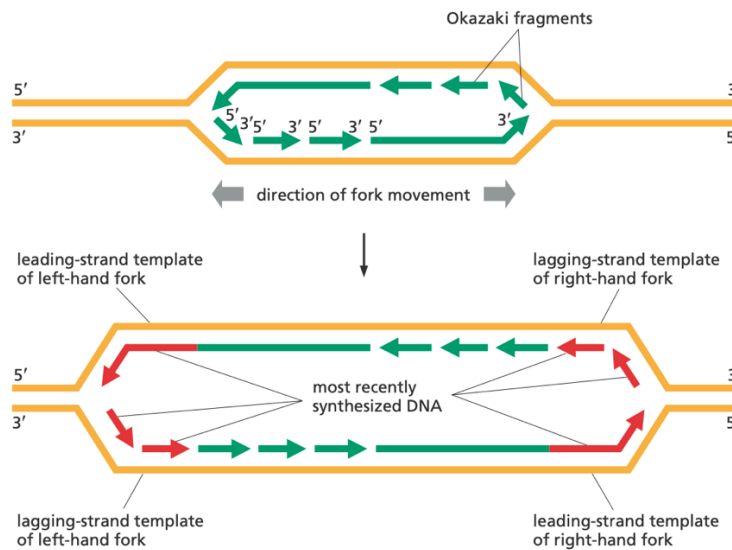 Okazaki fragments
5′
3′
5′
3′ 5′ 3′ 5′ 3′ 5′ 3′
3′
5
direction of fork movement
leading-strand template
of left-hand fork
lagging-strand template
of right-hand fork
5′
3′
most recently
synthesized DNA
3′
5
lagging-strand template
of left-hand fork
leading-strand template
of right-hand fork